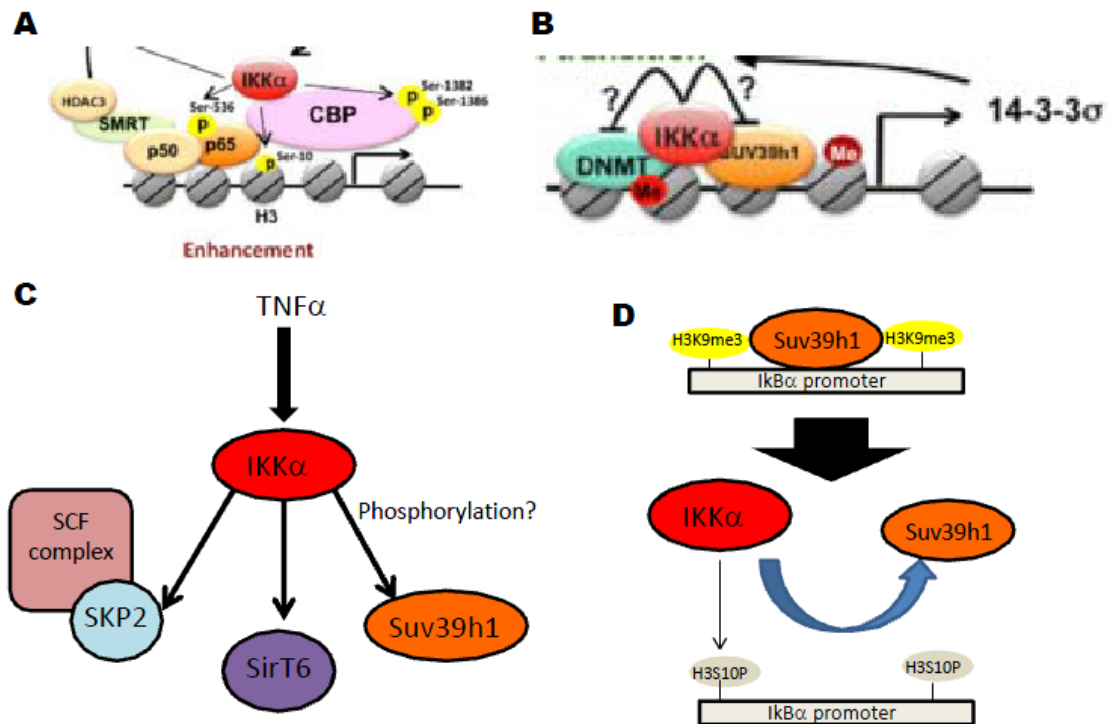 A
IKKα
Ser-1382
Ser-1386
HDAC3
SMRT
Ser-536
p
p
p
CBP
p50
p65
p
Ser-10
H3
Enhancement
B
?
?
14-3-3σ
IKKα
DNMT
SUV39h1
Me
Me
C
TNFα
IKKα
Phosphorylation?
SCF
complex
SKP2
Suv39h1
SirT6
D
H3K9me3
Suv39h1
H3K9me3
IkBα promoter
IKKα
Suv39h1
H3S10P
H3S10P
IkBα promoter